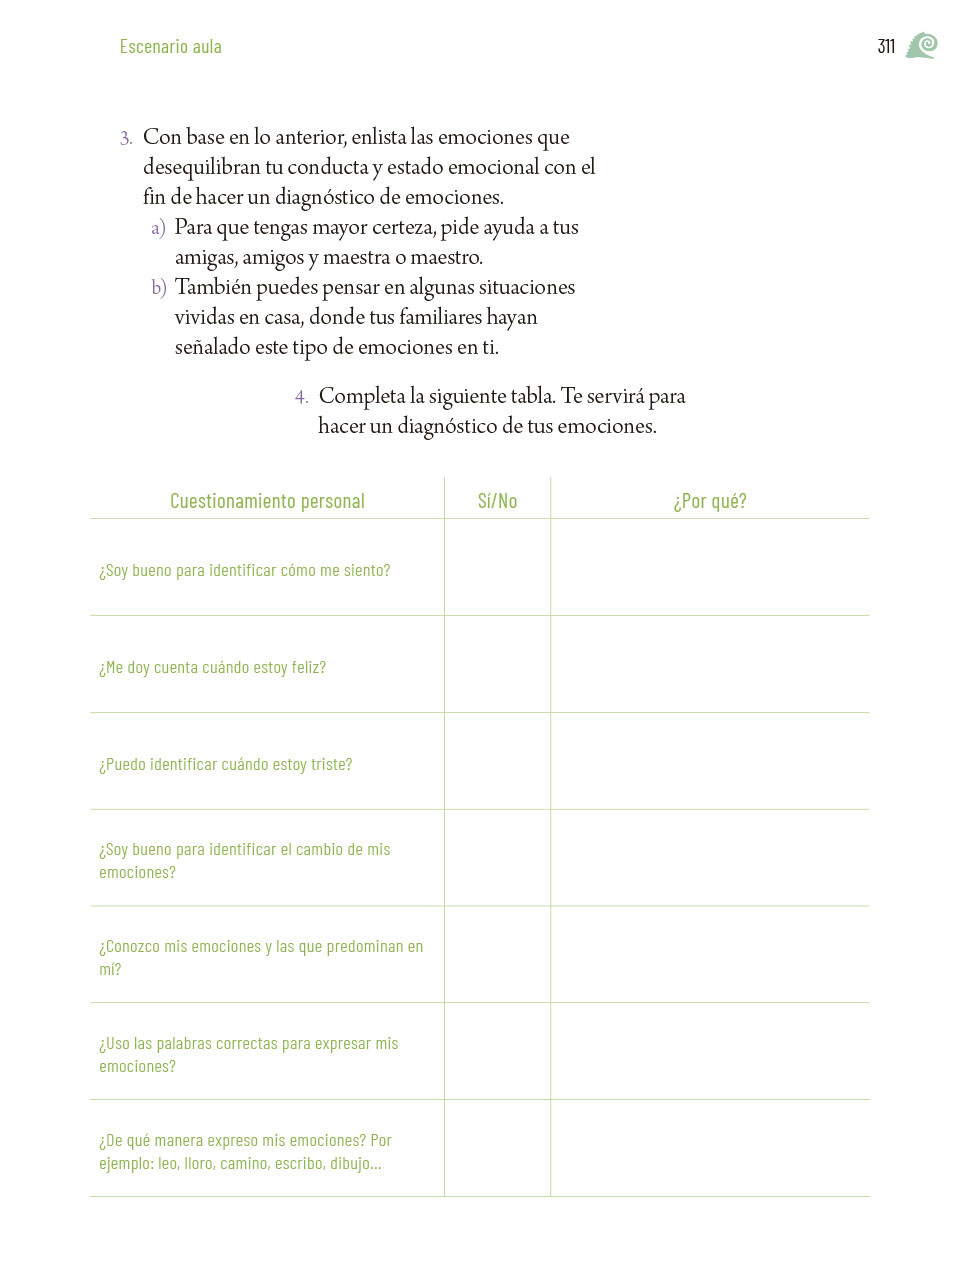 Escenario aula
311
3. Con base en lo anterior, enlista las emociones que
desequilibran tu conducta y estado emocional con el
fin de hacer un diagnóstico de emociones.
a) Para que tengas mayor certeza, pide ayuda a tus
amigas, amigos y maestra o maestro.
b) También puedes pensar en algunas situaciones
vividas en casa, donde tus familiares hayan
señalado este tipo de emociones en ti.
4. Completa la siguiente tabla. Te servirá para
hacer un diagnóstico de tus emociones.
Cuestionamiento personal
Sí/No
¿Por qué?
¿Soy bueno para identificar cómo me siento?
¿Me doy cuenta cuándo estoy feliz?
¿Puedo identificar cuándo estoy triste?
¿Soy bueno para identificar el cambio de mis
emociones?
¿Conozco mis emociones y las que predominan en
mí?
¿Uso las palabras correctas para expresar mis
emociones?
¿De qué manera expreso mis emociones? Por
ejemplo: leo, lloro, camino, escribo, dibujo...